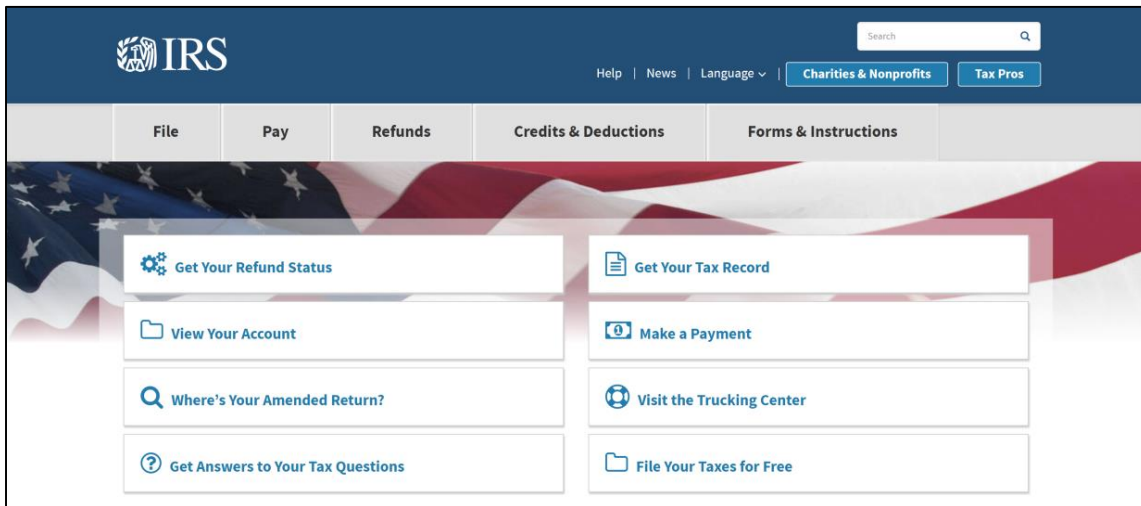 IRS
Search
Help | News | Language | Charities & Nonprofits Tax Pros
File Pay Refunds Credits & Deductions Forms & Instructions
Get Your Refund Status Get Your Tax Record
View Your Account Make a Payment
Where's Your Amended Return? Visit the Trucking Center
Get Answers to Your Tax Questions File Your Taxes for Free